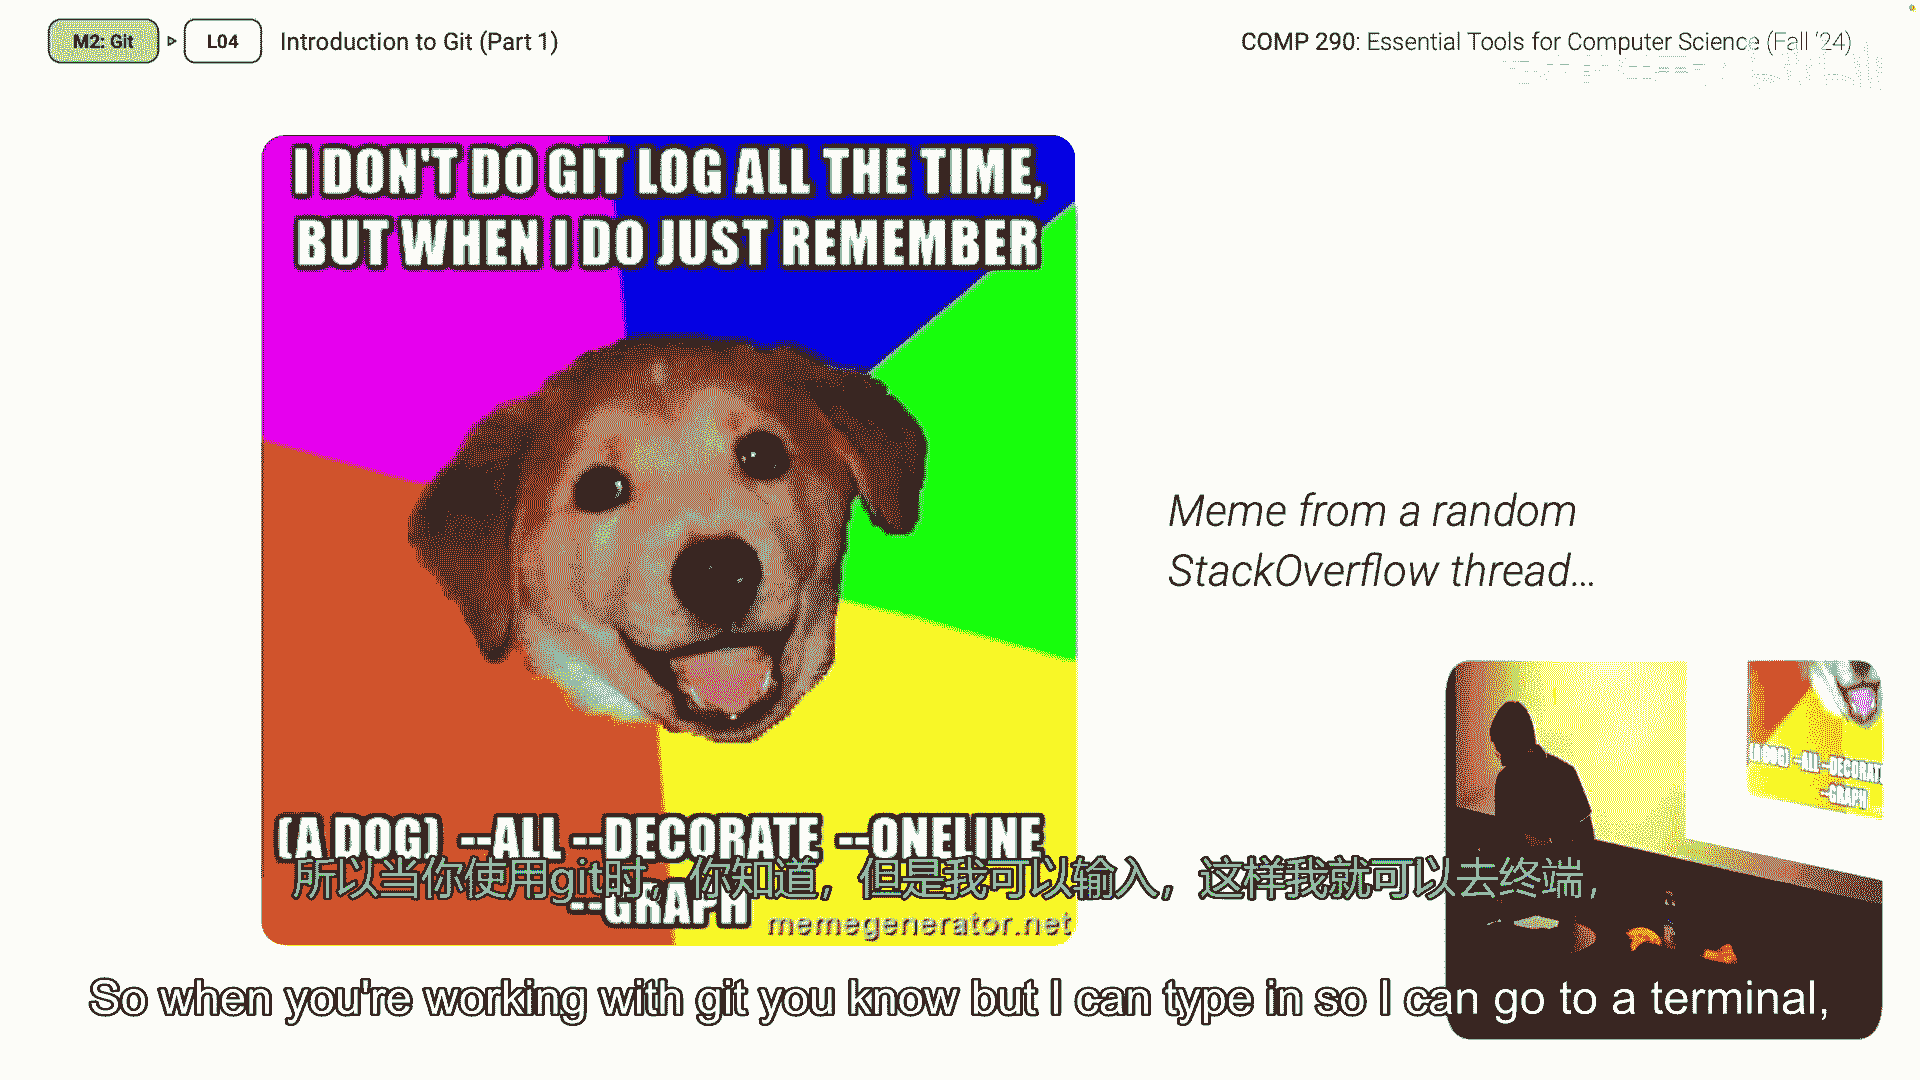 M2: Git
L04
Introduction to Git (Part 1)
COMP 290: Essential Tools for Computer Science (Fall '24)
I DON'T DO GIT LOG ALL THE TIME,
BUT WHEN I DO JUST REMEMBER
Meme from a random
StackOverflow thread...
(A DOG) --ALL --DECORATE --ONELINE
--GRAPH
memegenerator.net
(A DOG) --ALL --DECORATE
--GRAPH
所以当你使用git时，你知道，但是我可以输入，这样我就可以去终端，
So when you're working with git you know but I can type in so I can go to a terminal,